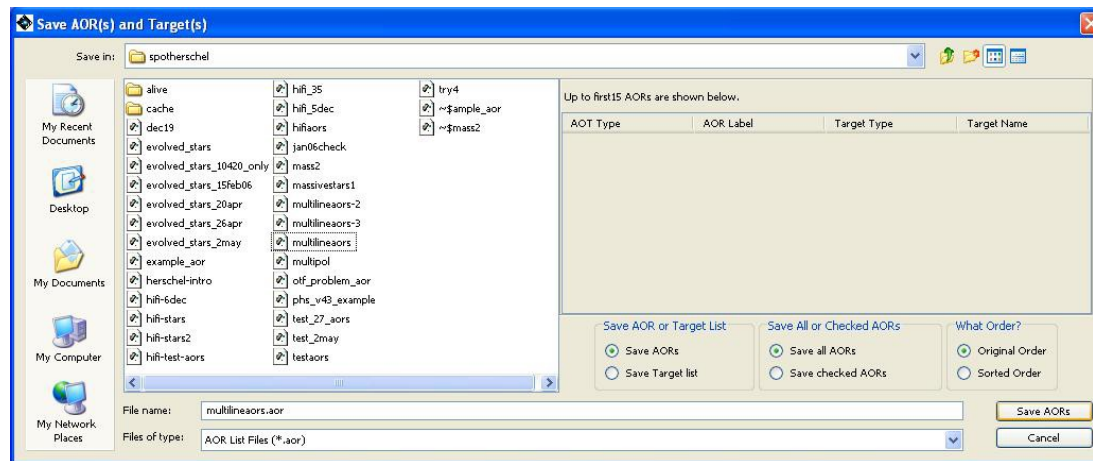 Save AOR(s) and Target(s)
Save in:
spotherschel
My Recent
Documents
Desktop
My Documents
My Computer
My Network
Places
alive
cache
dec19
evolved_stars
evolved_stars_10420_only
evolved_stars_15feb06
evolved_stars_20apr
evolved_stars_26apr
evolved_stars_2may
example_aor
herschel-intro
hifi-6dec
hifi-stars
hifi-stars2
hifi-test-aors
hifi_35
hifi_5dec
hifiaors
jan06check
mass2
massivestars1
multilineaors-2
multilineaors-3
multilineaors
multipol
otf_problem_aor
phs_v43_example
test_27_aors
test_2may
testaors
try4
~$ample_aor
~$mass2
Up to first15 AORs are shown below.
AOT Type AOR Label Target Type Target Name
Save AOR or Target List
Save AORs
Save Target list
Save All or Checked AORs
Save all AORs
Save checked AORs
What Order?
Original Order
Sorted Order
File name: multilineaors.aor
Save AORs
Files of type: AOR List Files (*.aor)
Cancel